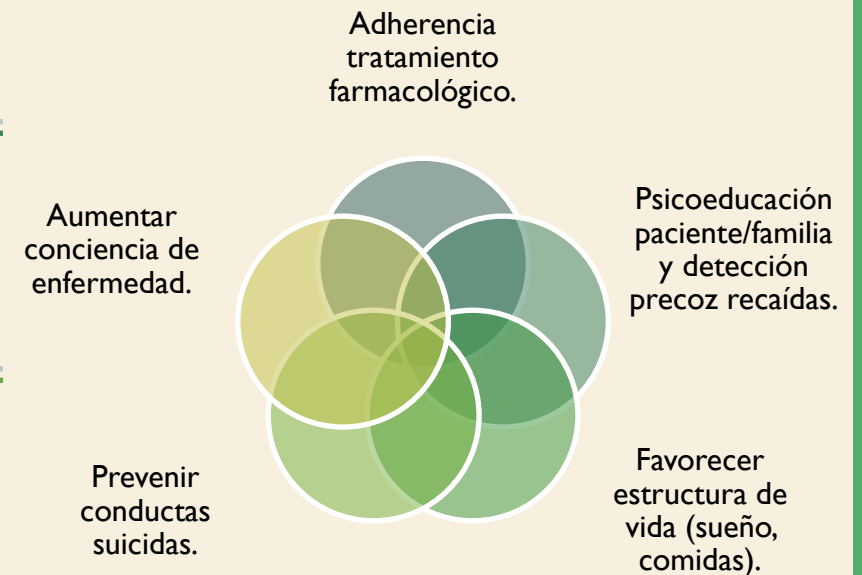 Adherencia
tratamiento
farmacológico.
Psicoeducación
paciente/familia
y detección
precoz recaídas.
Favorecer
estructura de
vida (sueño,
comidas).
Prevenir
conductas
suicidas.
Aumentar
conciencia de
enfermedad.